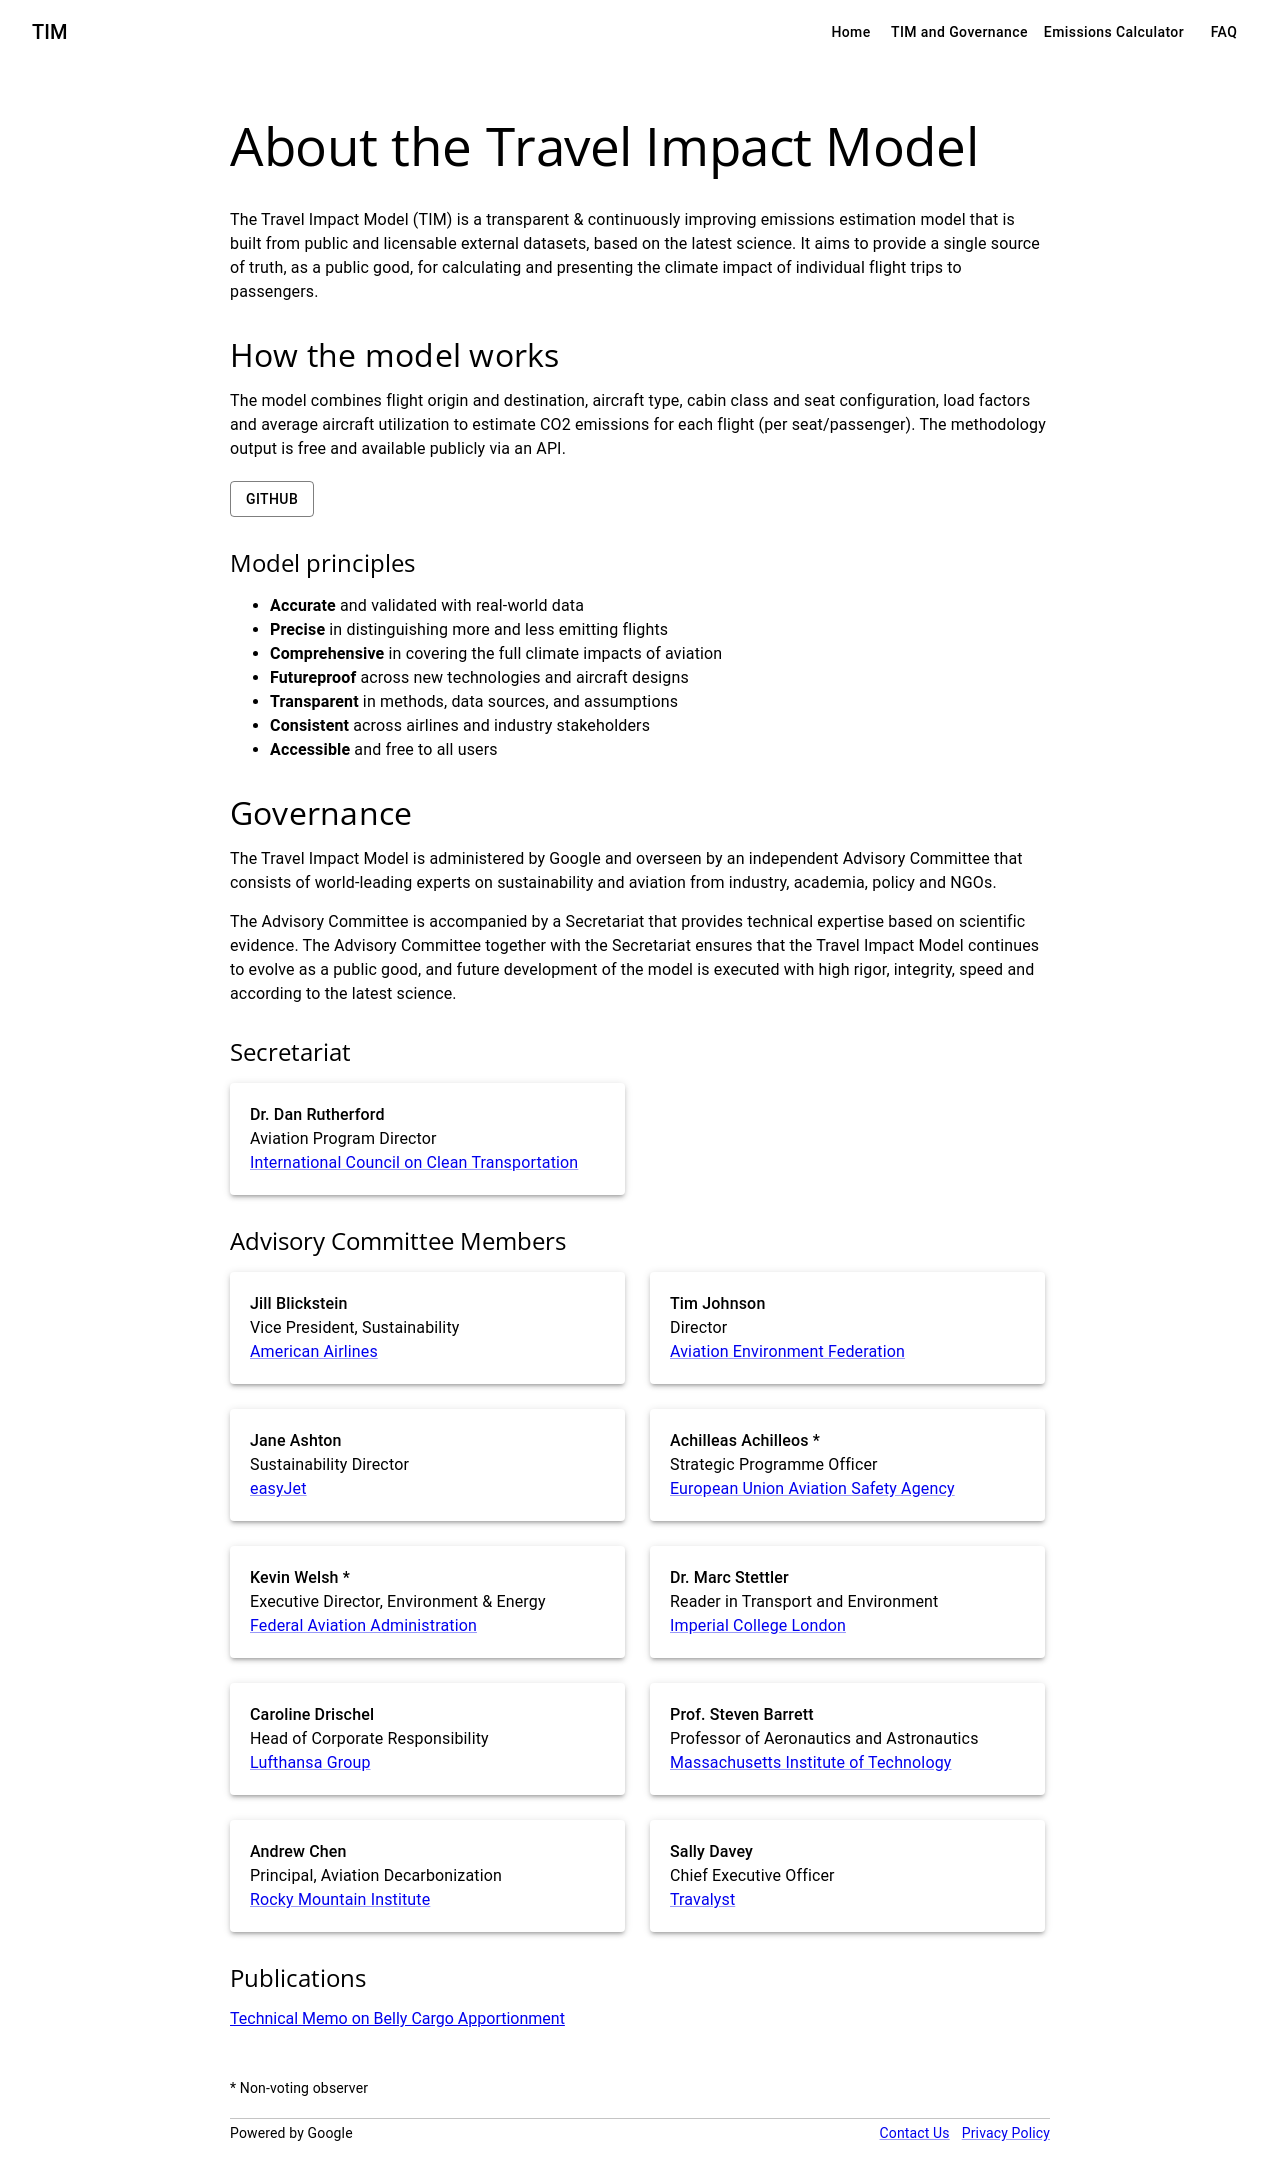 TIM
Home TIM and Governance Emissions Calculator FAQ
About the Travel Impact Model
The Travel Impact Model (TIM) is a transparent & continuously improving emissions estimation model that is
built from public and licensable external datasets, based on the latest science. It aims to provide a single source
of truth, as a public good, for calculating and presenting the climate impact of individual flight trips to
passengers.
How the model works
The model combines flight origin and destination, aircraft type, cabin class and seat configuration, load factors
and average aircraft utilization to estimate CO2 emissions for each flight (per seat/passenger). The methodology
output is free and available publicly via an API.
GITHUB
Model principles
• Accurate and validated with real-world data
• Precise in distinguishing more and less emitting flights
• Comprehensive in covering the full climate impacts of aviation
• Futureproof across new technologies and aircraft designs
• Transparent in methods, data sources, and assumptions
• Consistent across airlines and industry stakeholders
• Accessible and free to all users
Governance
The Travel Impact Model is administered by Google and overseen by an independent Advisory Committee that
consists of world-leading experts on sustainability and aviation from industry, academia, policy and NGOs.
The Advisory Committee is accompanied by a Secretariat that provides technical expertise based on scientific
evidence. The Advisory Committee together with the Secretariat ensures that the Travel Impact Model continues
to evolve as a public good, and future development of the model is executed with high rigor, integrity, speed and
according to the latest science.
Secretariat
Dr. Dan Rutherford
Aviation Program Director
International Council on Clean Transportation
Advisory Committee Members
Jill Blickstein
Vice President, Sustainability
American Airlines
Tim Johnson
Director
Aviation Environment Federation
Jane Ashton
Sustainability Director
easyJet
Achilleas Achilleos *
Strategic Programme Officer
European Union Aviation Safety Agency
Kevin Welsh *
Executive Director, Environment & Energy
Federal Aviation Administration
Dr. Marc Stettler
Reader in Transport and Environment
Imperial College London
Caroline Drischel
Head of Corporate Responsibility
Lufthansa Group
Prof. Steven Barrett
Professor of Aeronautics and Astronautics
Massachusetts Institute of Technology
Andrew Chen
Principal, Aviation Decarbonization
Rocky Mountain Institute
Sally Davey
Chief Executive Officer
Travalyst
Publications
Technical Memo on Belly Cargo Apportionment
* Non-voting observer
Powered by Google
Contact Us Privacy Policy